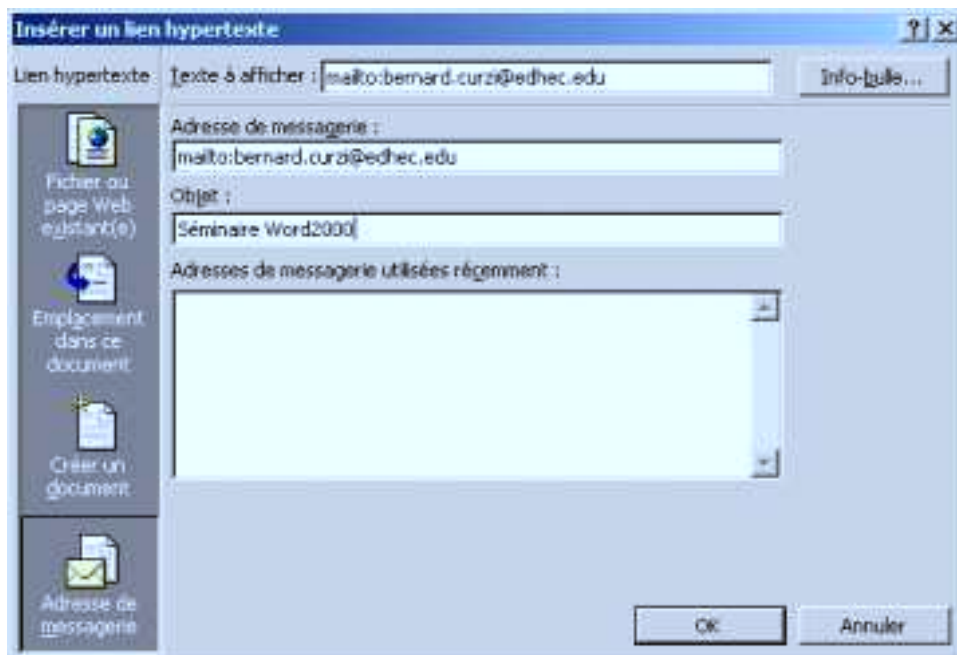 Insérer un lien hypertexte
Lien hypertexte
Texte à afficher : mailto:bernard.curzi@edhec.edu
Info-bulle...
Fichier ou
page Web
existant(e)
Emplacement
dans ce
document
Créer un
document
Adresse de
messagerie
Adresse de messagerie :
mailto:bernard.curzi@edhec.edu
Objet :
Séminaire Word2000
Adresses de messagerie utilisées récemment :
OK
Annuler